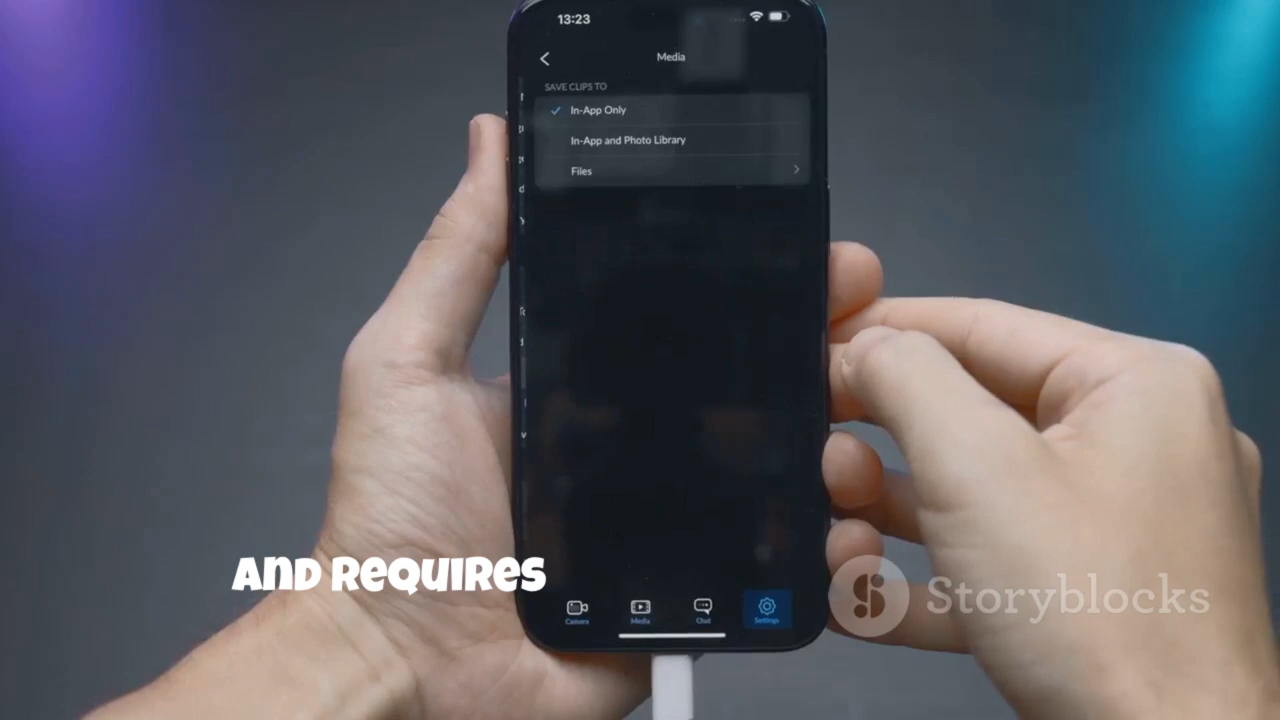 13:23
Media
SAVE CLIPS TO
In-App Only
In-App and Photo Library
Files
AND REQUIRES
Camera
Media
Chat
Settings
Storyblocks